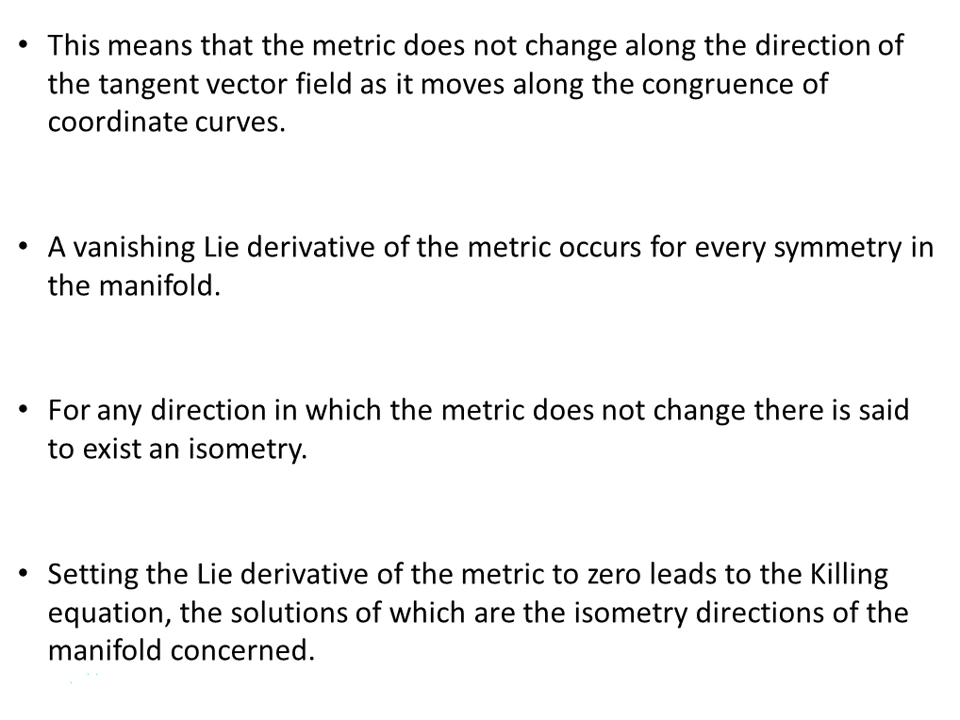 • This means that the metric does not change along the direction of
the tangent vector field as it moves along the congruence of
coordinate curves.
• A vanishing Lie derivative of the metric occurs for every symmetry in
the manifold.
• For any direction in which the metric does not change there is said
to exist an isometry.
• Setting the Lie derivative of the metric to zero leads to the Killing
equation, the solutions of which are the isometry directions of the
manifold concerned.